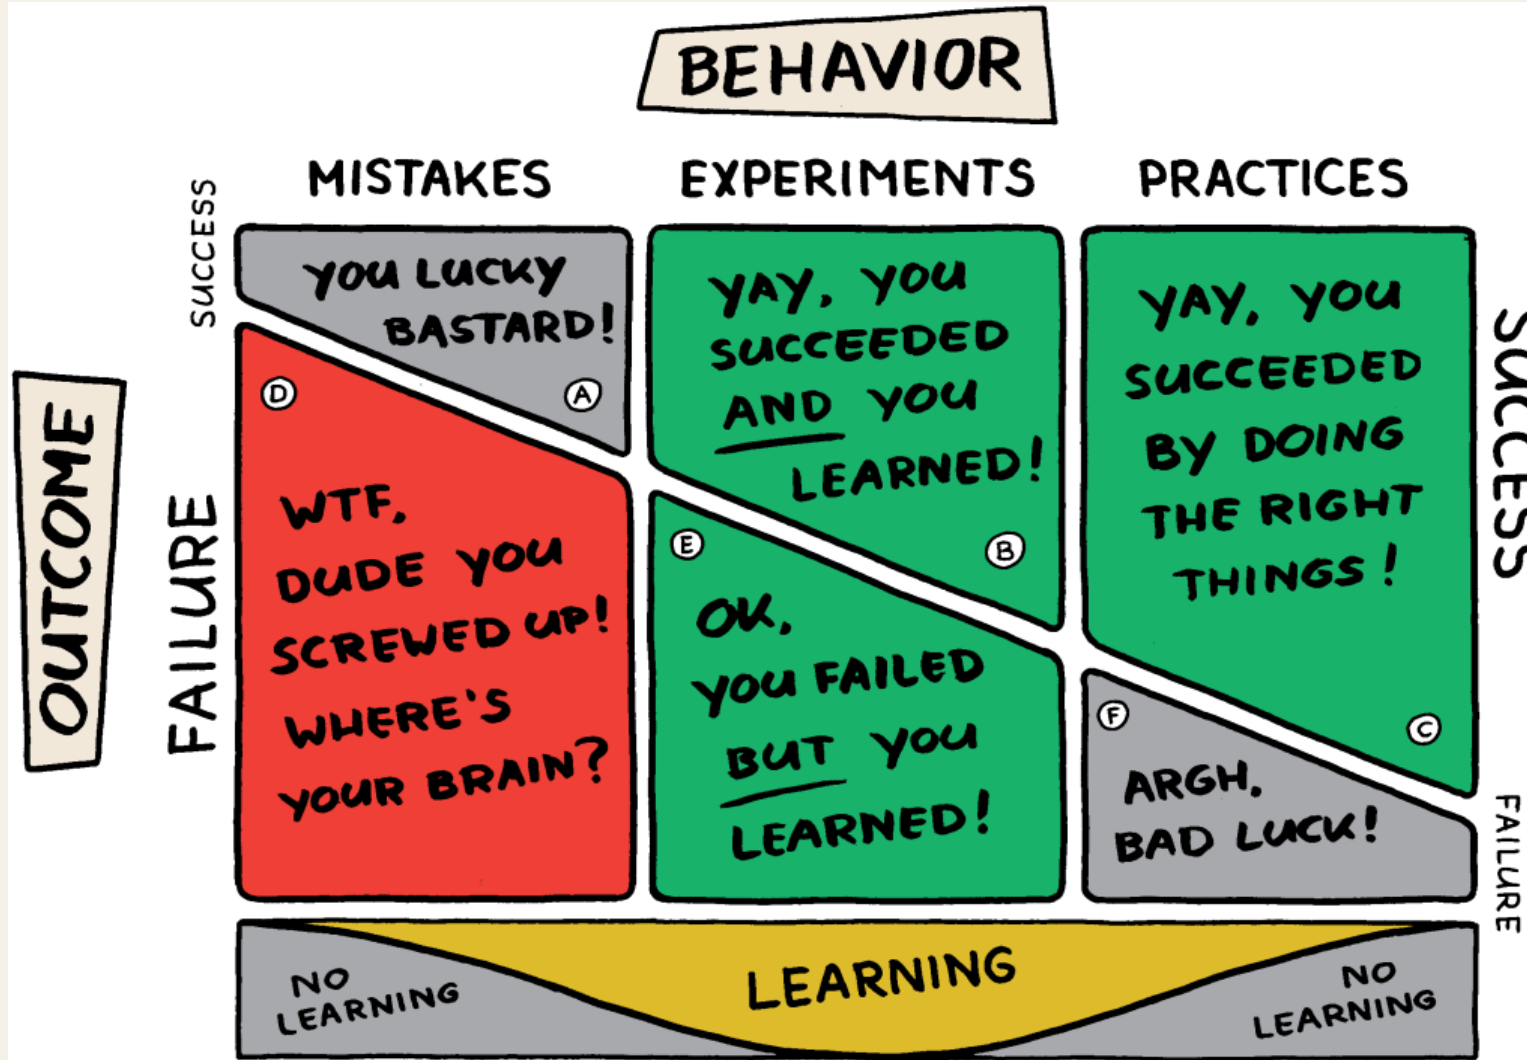 BEHAVIOR
MISTAKES
EXPERIMENTS
PRACTICES
OUTCOME
SUCCESS
FAILURE
YOU LUCKY
BASTARD!
A
D
WTF,
DUDE YOU
SCREWED UP!
WHERE'S
YOUR BRAIN?
YAY, YOU
SUCCEEDED
AND YOU
LEARNED!
B
E
OK,
YOU FAILED
BUT YOU
LEARNED!
YAY, YOU
SUCCEEDED
BY DOING
THE RIGHT
THINGS!
C
F
ARGH,
BAD LUCK!
SUCCESS
FAILURE
NO
LEARNING
LEARNING
NO
LEARNING